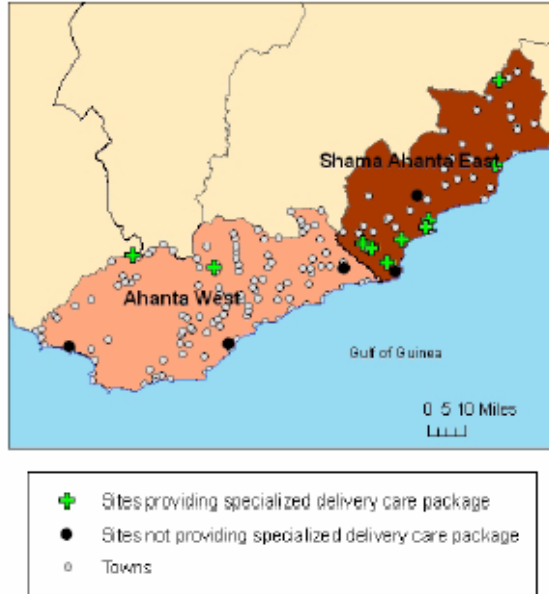 Shama Ahanta East
Ahanta West
Gulf of Guinea
0 5 10 Miles
Sites providing specialized delivery care package
Sites not providing specialized delivery care package
Towns